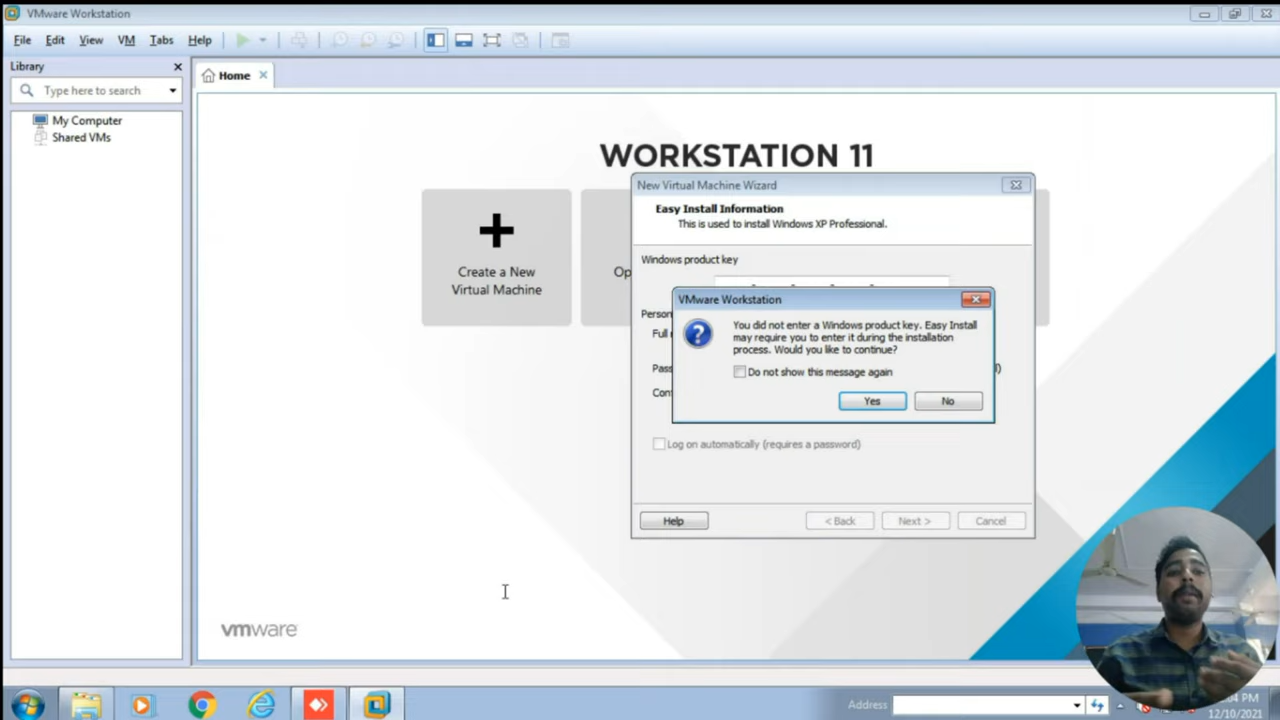 VMware Workstation
File Edit View VM Tabs Help
Library
Home
Type here to search
My Computer
Shared VMs
WORKSTATION 11
Create a New
Virtual Machine
New Virtual Machine Wizard
Easy Install Information
This is used to install Windows XP Professional.
Windows product key
VMware Workstation
You did not enter a Windows product key. Easy Install
may require you to enter it during the installation
process. Would you like to continue?
Do not show this message again
Yes No
Log on automatically (requires a password)
Help < Back Next > Cancel
vmware
Address
PM
12/10/2021